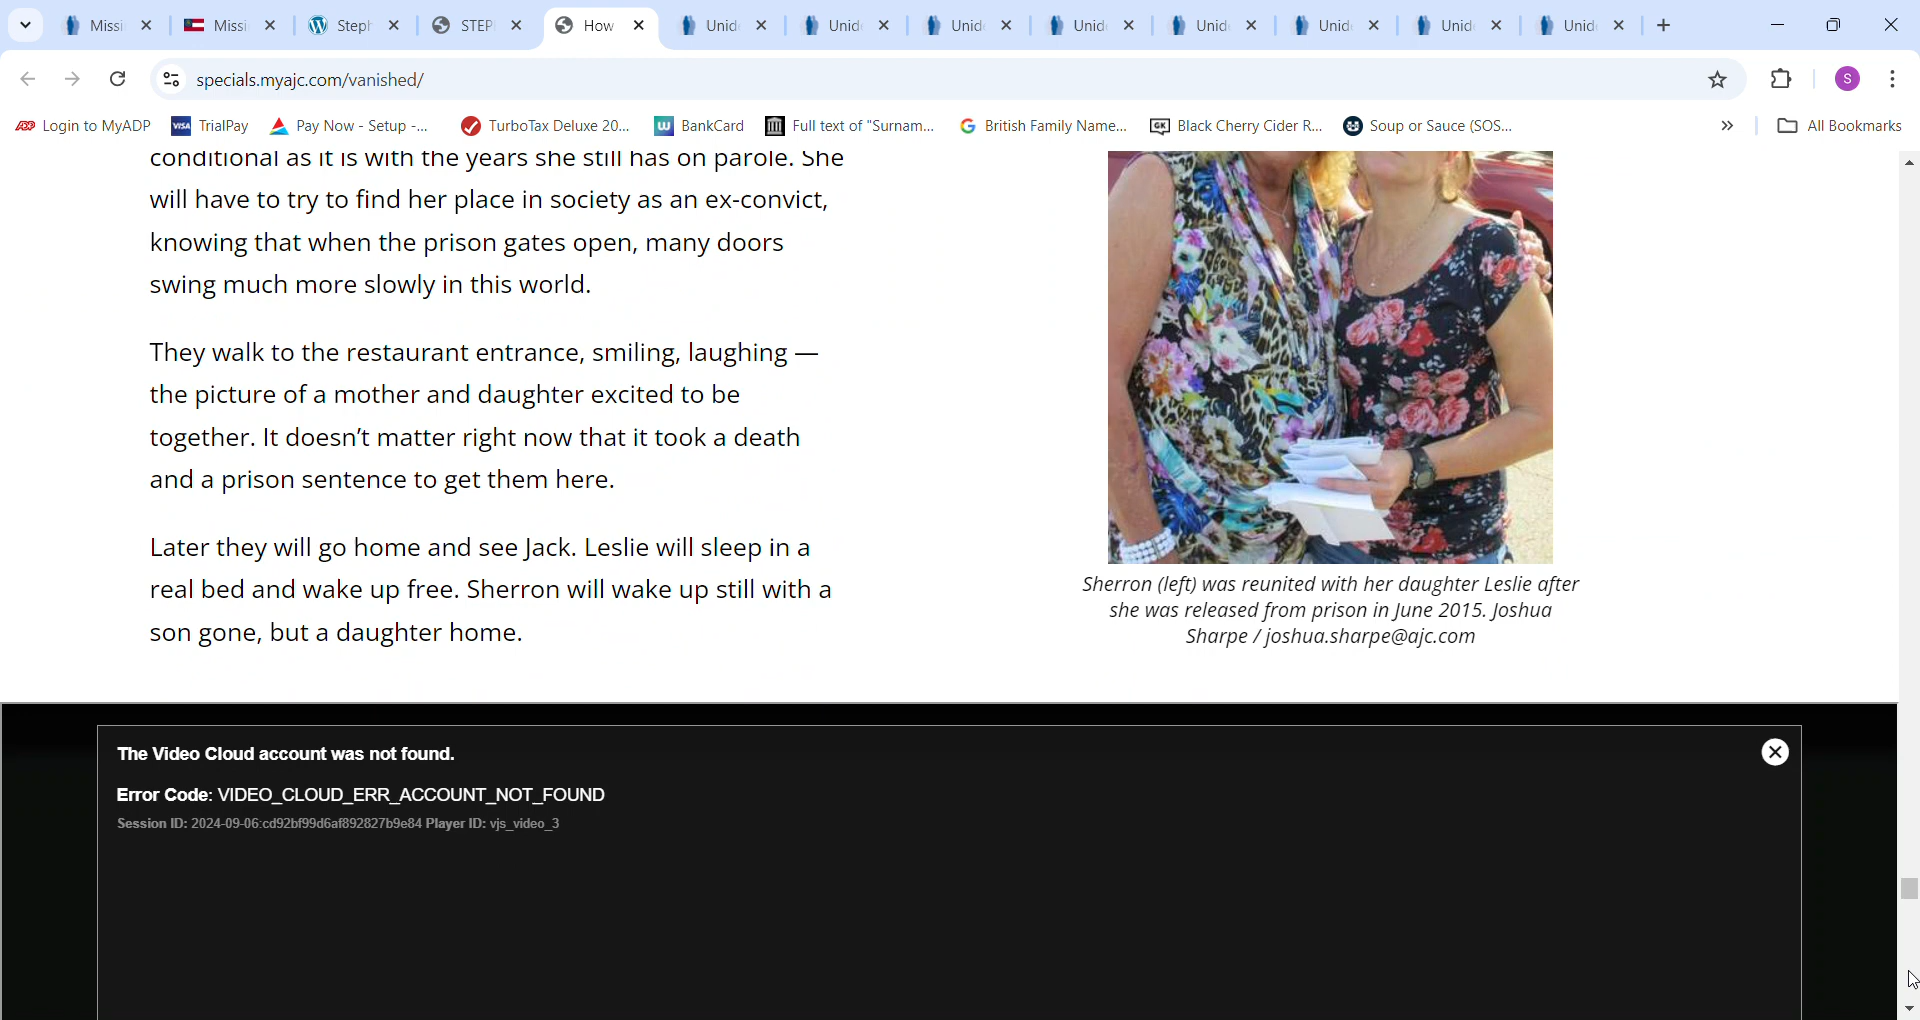 Missi
Missi
Steph
STEP
How
Unid
Unid
Unid
Unid
Unid
Unid
Unid
Unid
specials.myajc.com/vanished/
S
Login to MyADP
VISA
TrialPay
Pay Now - Setup -...
TurboTax Deluxe 20...
BankCard
Full text of "Surnam...
British Family Name...
GK
Black Cherry Cider R...
Soup or Sauce (SOS...
All Bookmarks
conditional as it is with the years she still has on parole. She
will have to try to find her place in society as an ex-convict,
knowing that when the prison gates open, many doors
swing much more slowly in this world.
They walk to the restaurant entrance, smiling, laughing —
the picture of a mother and daughter excited to be
together. It doesn’t matter right now that it took a death
and a prison sentence to get them here.
Later they will go home and see Jack. Leslie will sleep in a
real bed and wake up free. Sherron will wake up still with a
son gone, but a daughter home.
Sherron (left) was reunited with her daughter Leslie after
she was released from prison in June 2015. Joshua
Sharpe / joshua.sharpe@ajc.com
The Video Cloud account was not found.
Error Code: VIDEO_CLOUD_ERR_ACCOUNT_NOT_FOUND
Session ID: 2024-09-06:cd92bf99d6af892827b9e84 Player ID: vjs_video_3